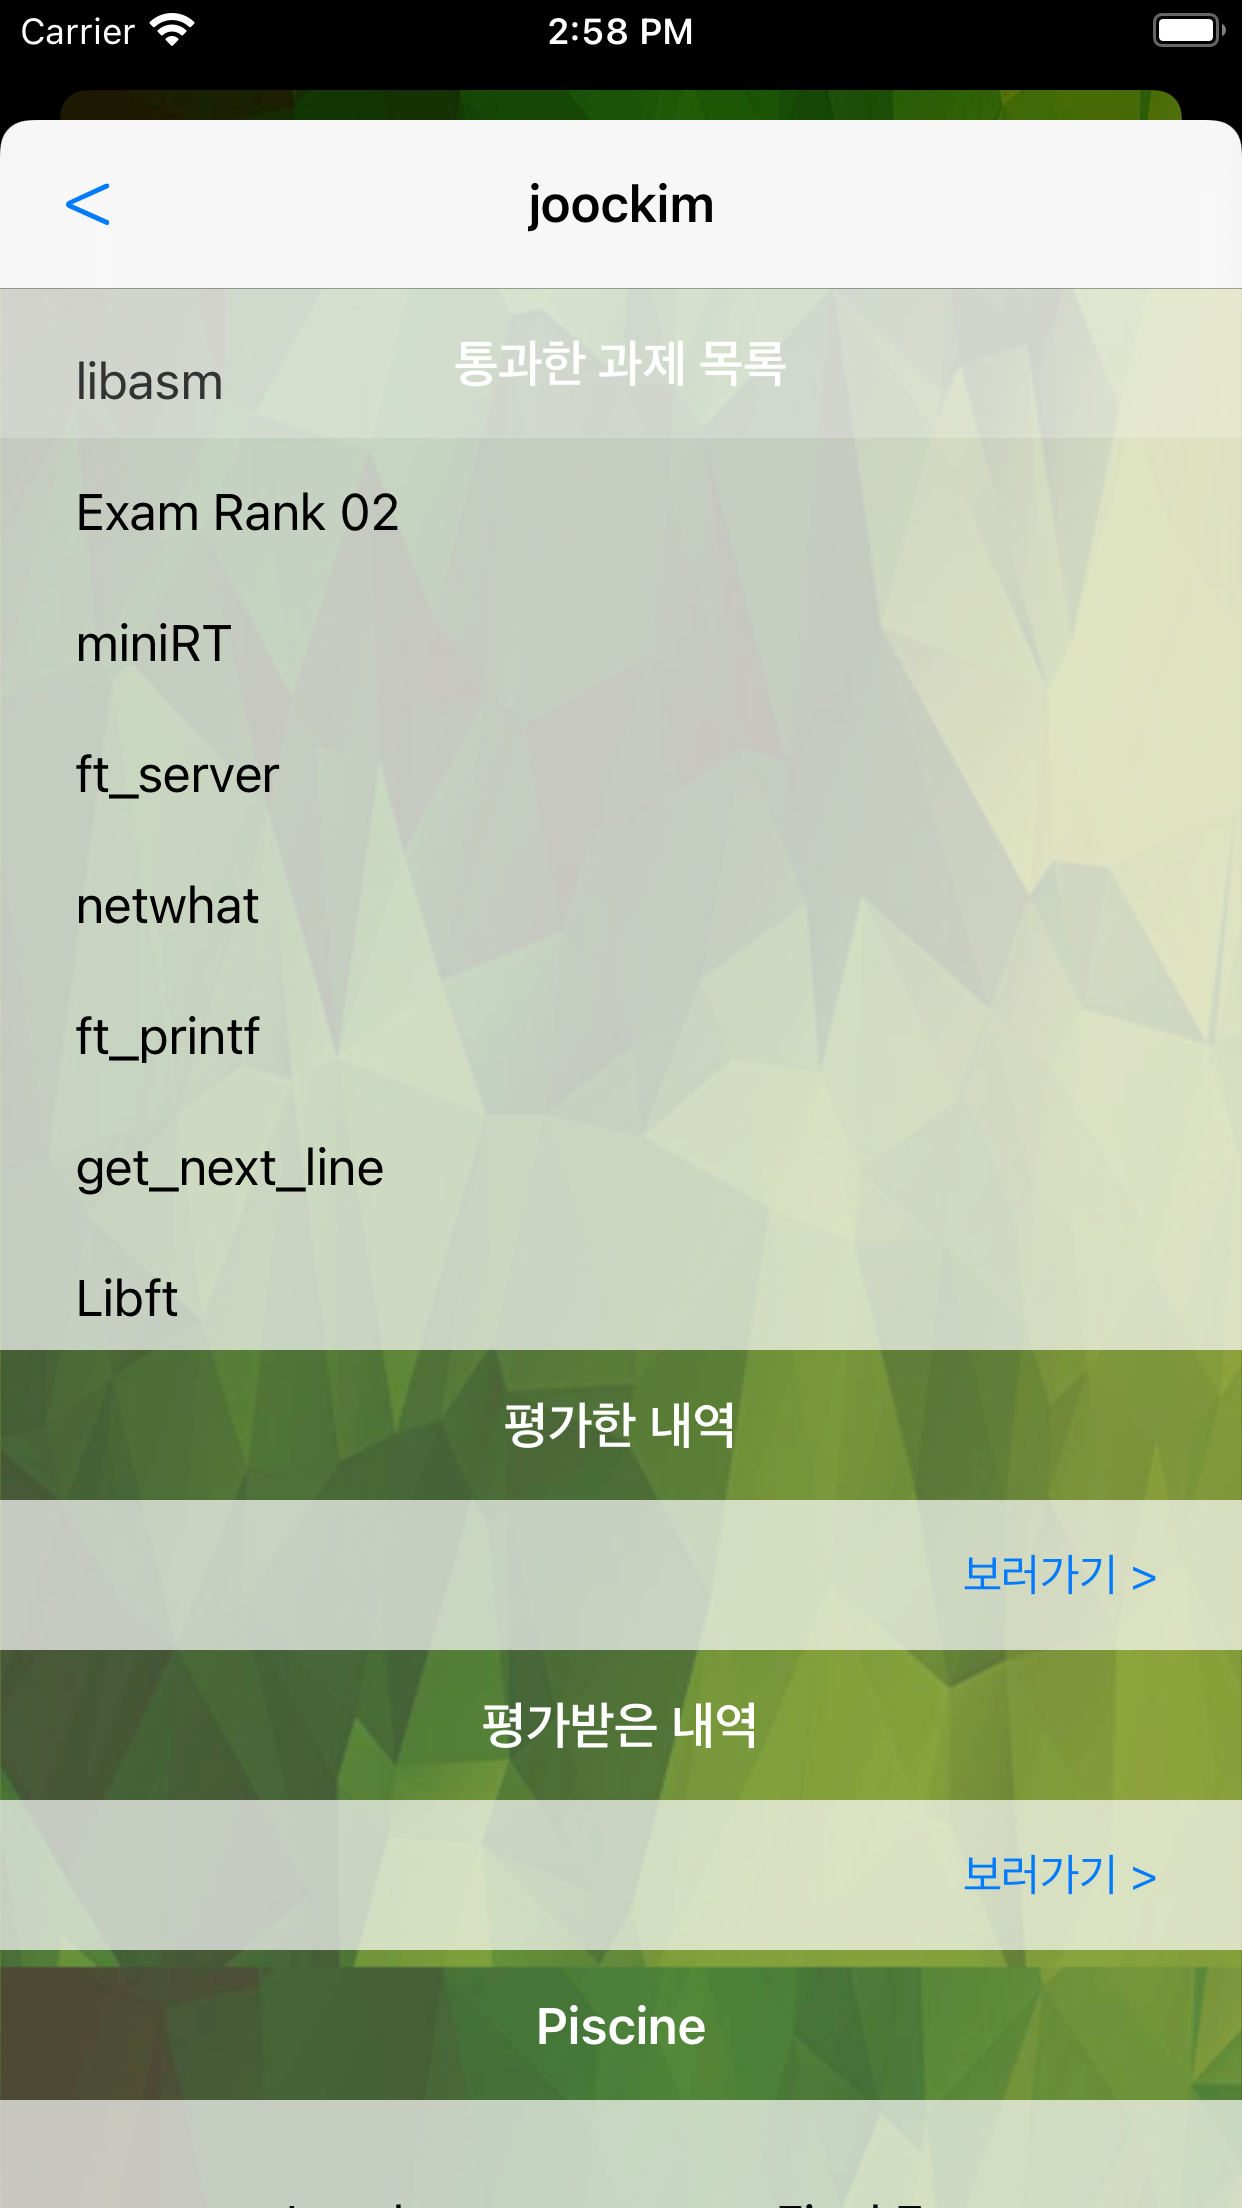 Carrier
2:58 PM
< joockim
통과한 과제 목록
libasm
Exam Rank 02
miniRT
ft_server
netwhat
ft_printf
get_next_line
Libft
평가한 내역
보러가기 >
평가받은 내역
보러가기 >
Piscine